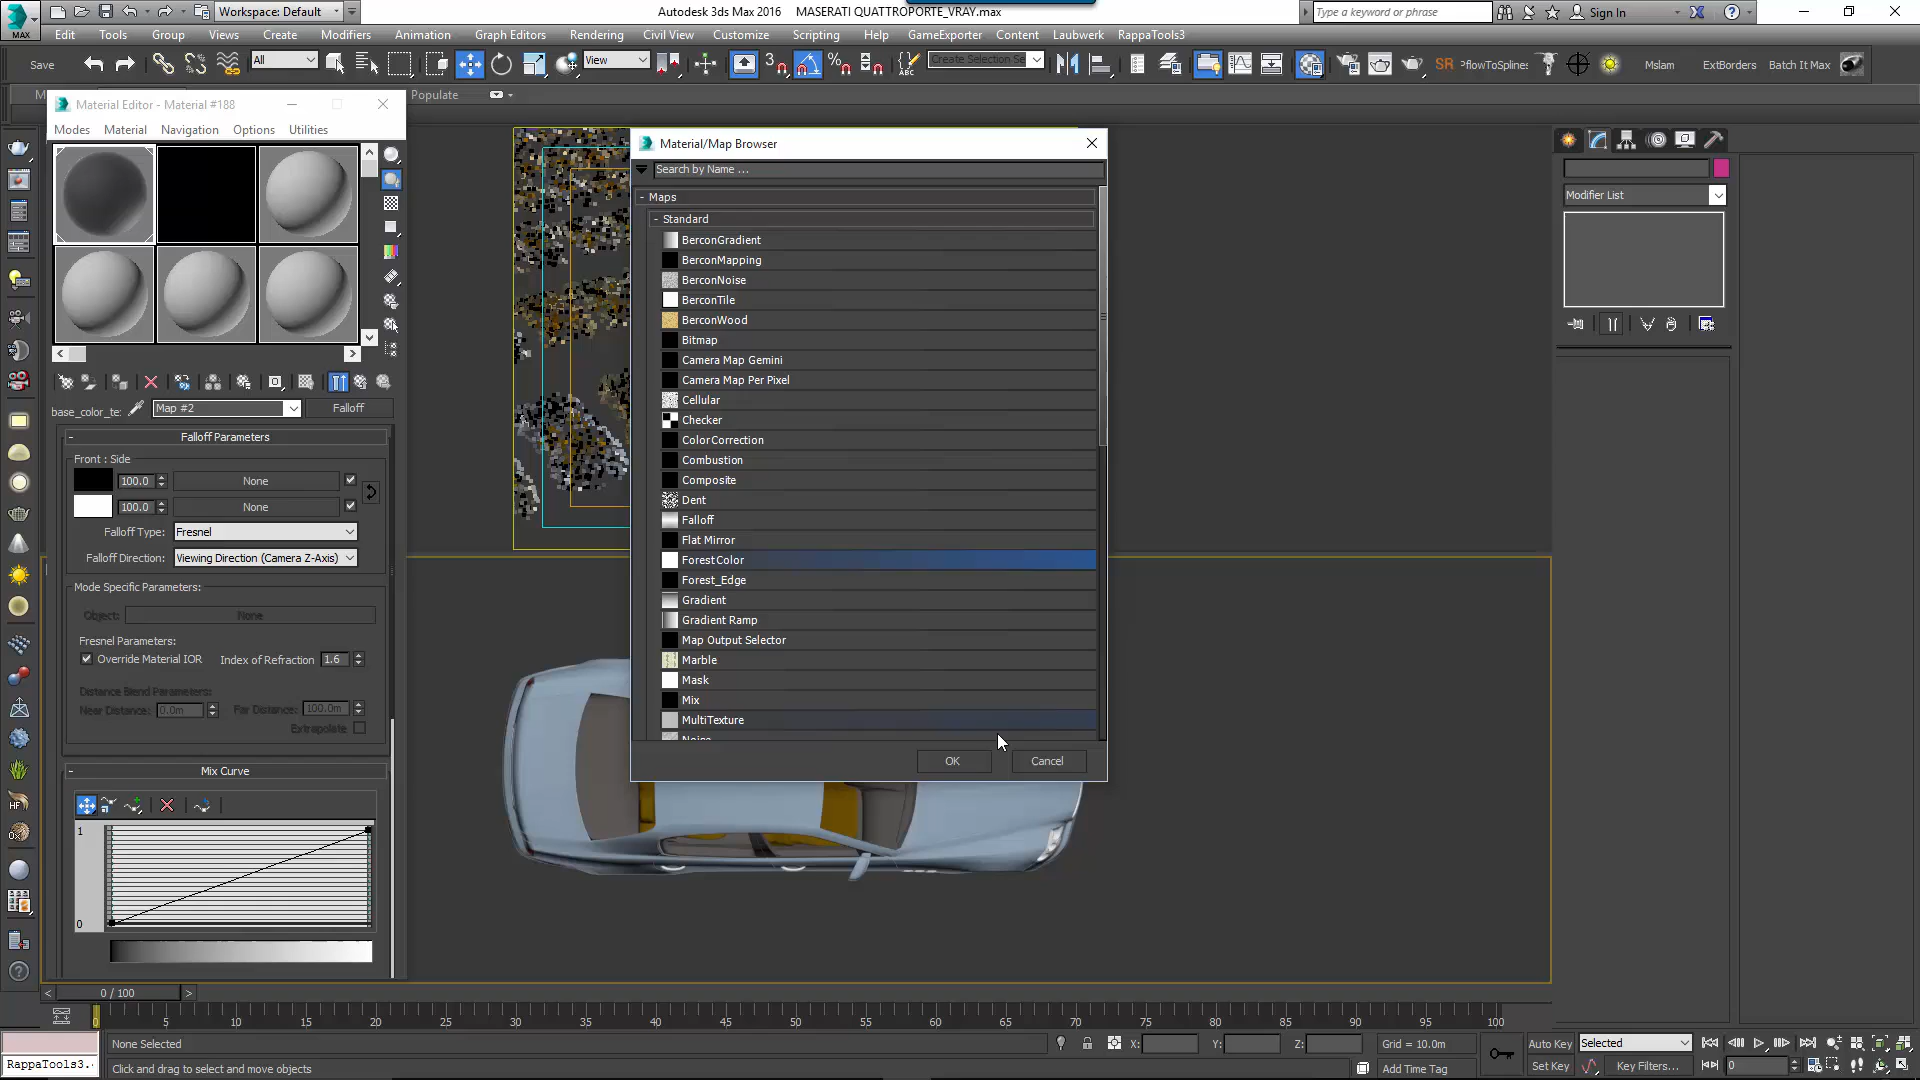 Workspace: Default
Autodesk 3ds Max 2016 MASERATI QUATTROPORTE_VRAY.max
Type a keyword or phrase
Sign In
MAX
Edit Tools Group Views Create Modifiers Animation Graph Editors Rendering Civil View Customize Scripting Help GameExporter Content Laubwerk RappaTools3
Save
All
View
3
Create Selection Se
SR
PflowToSplines
Mslam
ExtBorders
Batch It Max
Populate
Material Editor - Material #188
Modes Material Navigation Options Utilities
base_color_te:
Map #2
Falloff
Falloff Parameters
Front : Side
100.0
None
100.0
None
Falloff Type:
Fresnel
Falloff Direction:
Viewing Direction (Camera Z-Axis)
Mode Specific Parameters:
Object:
None
Fresnel Parameters:
Override Material IOR
Index of Refraction
1.6
Distance Blend Parameters:
Near Distance:
0.0m
Far Distance:
100.0m
Extrapolate
Mix Curve
1
0
Material/Map Browser
Search by Name ...
- Maps
- Standard
BerconGradient
BerconMapping
BerconNoise
BerconTile
BerconWood
Bitmap
Camera Map Gemini
Camera Map Per Pixel
Cellular
Checker
ColorCorrection
Combustion
Composite
Dent
Falloff
Flat Mirror
ForestColor
Forest_Edge
Gradient
Gradient Ramp
Map Output Selector
Marble
Mask
Mix
MultiTexture
Noise
OK
Cancel
Modifier List
HF
0 / 100
0 5 10 15 20 25 30 35 40 45 50 55 60 65 70 75 80 85 90 95 100
None Selected
X:
Y:
Z:
Grid = 10.0m
Auto Key
Selected
RappaTools3.
Click and drag to select and move objects
Add Time Tag
Set Key
Key Filters...
0